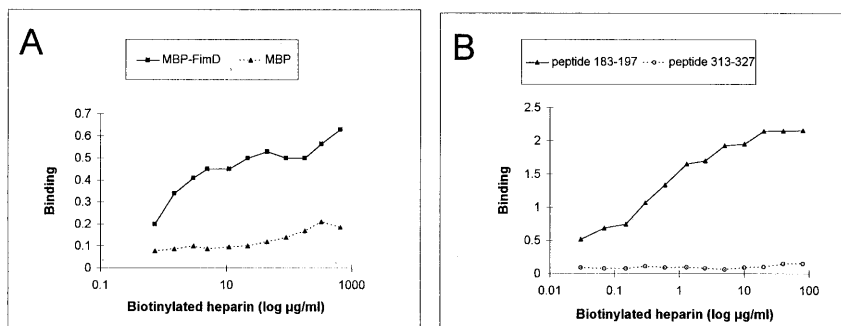 A
MBP-FimD MBP
0.7
0.6
0.5
0.4
0.3
0.2
0.1
0
Binding
0.1 10 1000
Biotinylated heparin (log µg/ml)
B
peptide 183-197 peptide 313-327
2.5
2
1.5
1
0.5
0
Binding
0.01 0.1 1 10 100
Biotinylated heparin (log µg/ml)